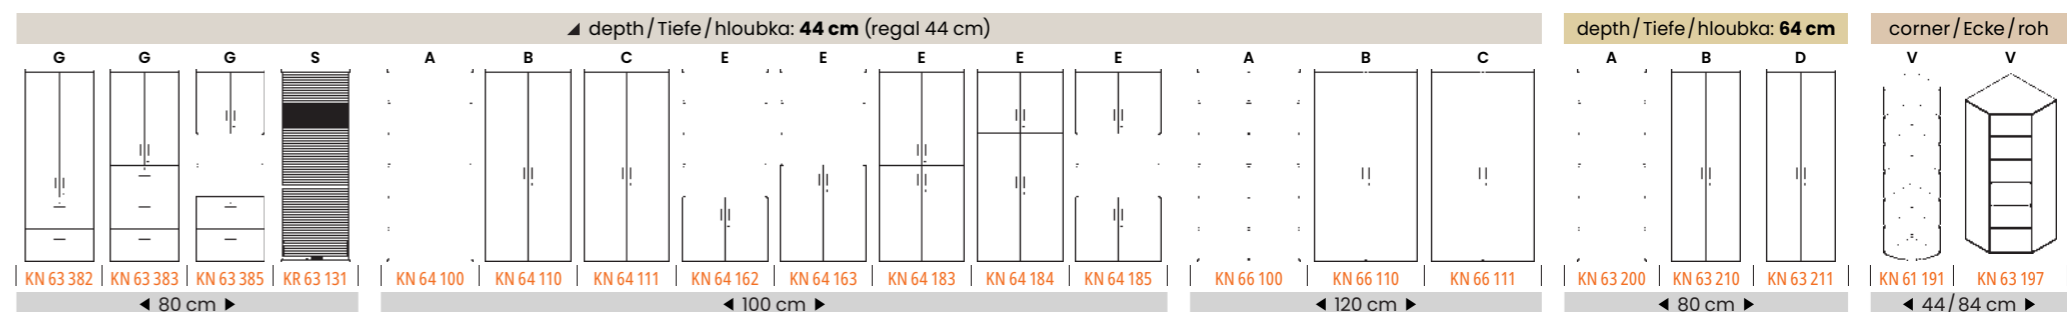 depth/Tiefe/hloubka: 44 cm (regal 44 cm)
depth/Tiefe/hloubka: 64 cm
corner/Ecke/roh
G G G S A B C E E E E E A B C A B D V V
KN 63 382 KN 63 383 KN 63 385 KR 63 131 KN 64 100 KN 64 110 KN 64 111 KN 64 162 KN 64 163 KN 64 183 KN 64 184 KN 64 185 KN 66 100 KN 66 110 KN 66 111 KN 63 200 KN 63 210 KN 63 211 KN 61 191 KN 63 197
80 cm 100 cm 120 cm 80 cm 44/84 cm